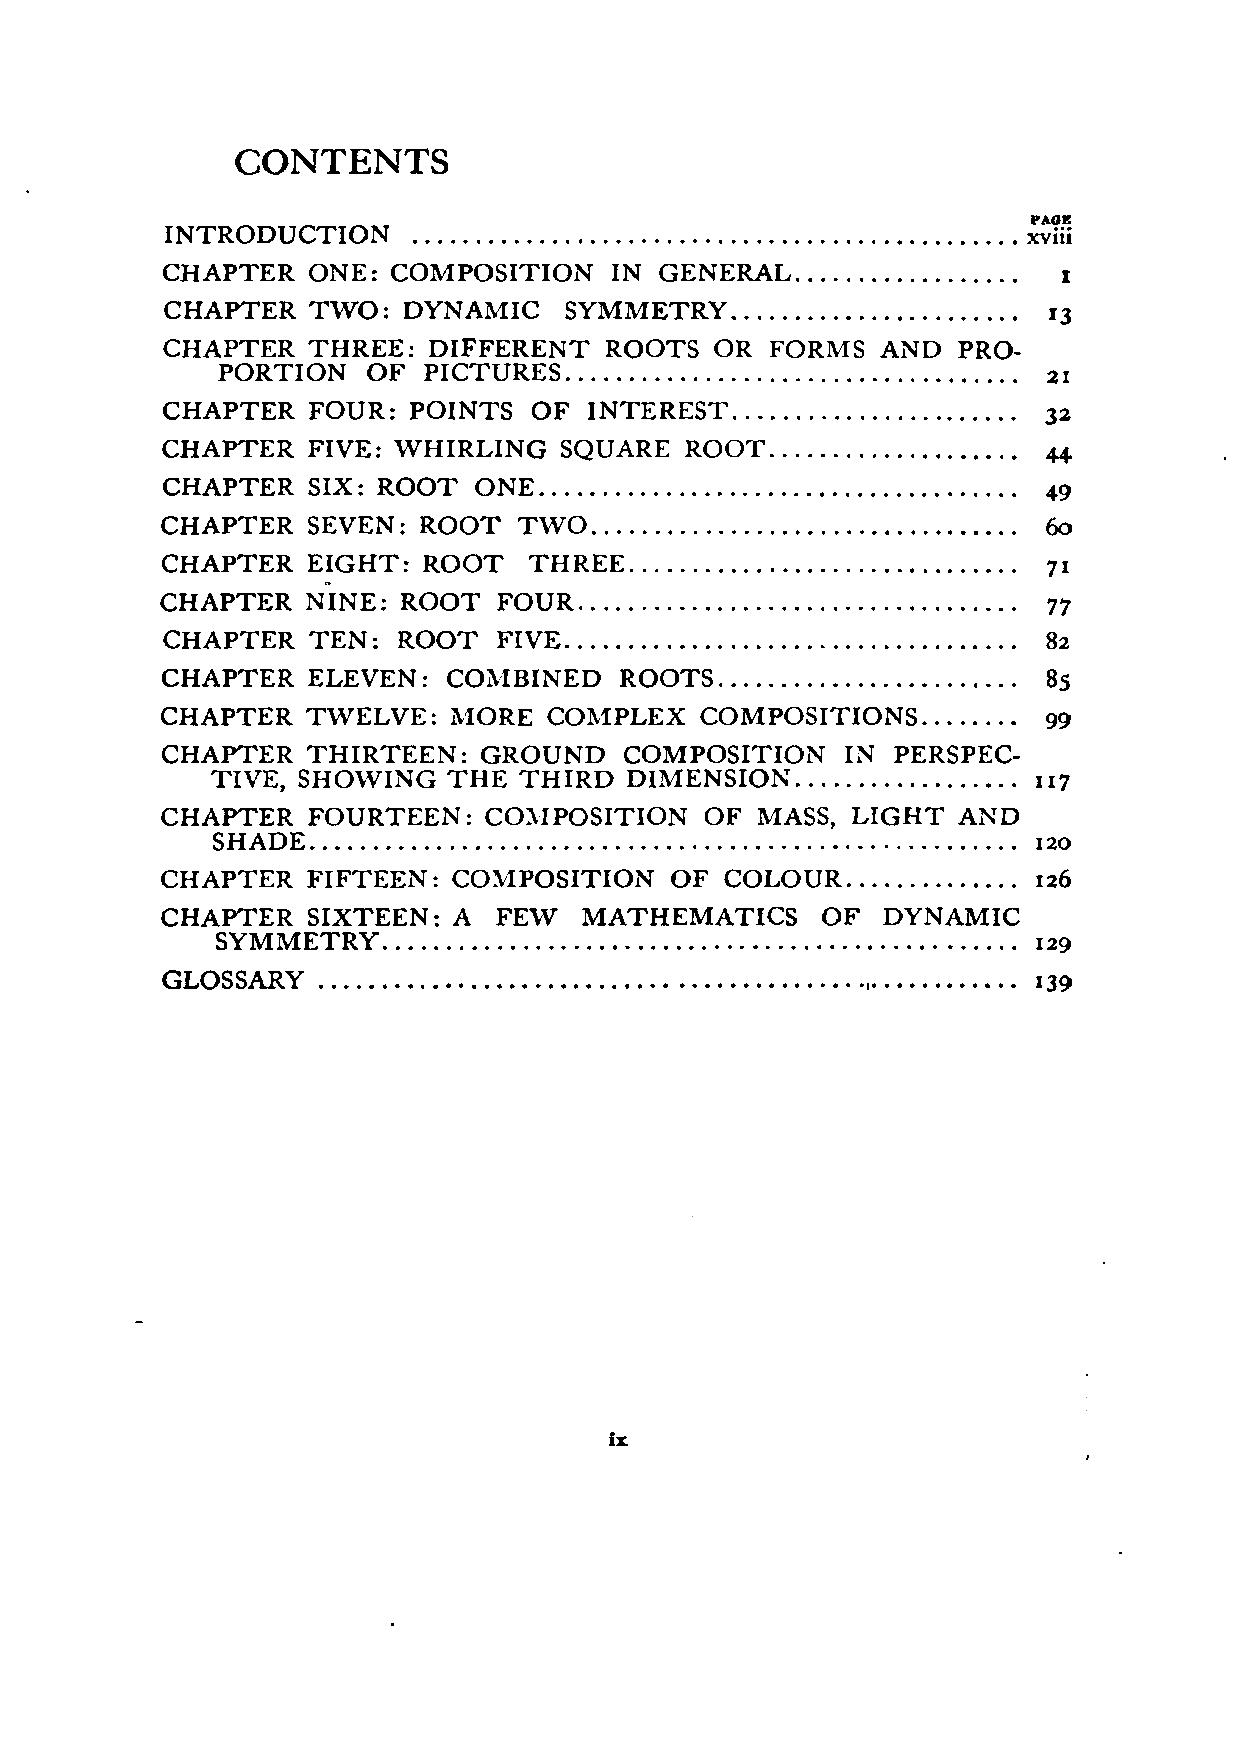 CONTENTS
PAGE
INTRODUCTION ................................................ xviii
CHAPTER ONE: COMPOSITION IN GENERAL.................. 1
CHAPTER TWO: DYNAMIC SYMMETRY....................... 13
CHAPTER THREE: DIFFERENT ROOTS OR FORMS AND PRO-
PORTION OF PICTURES.................................... 21
CHAPTER FOUR: POINTS OF INTEREST....................... 32
CHAPTER FIVE: WHIRLING SQUARE ROOT.................... 44
CHAPTER SIX: ROOT ONE...................................... 49
CHAPTER SEVEN: ROOT TWO.................................. 60
CHAPTER EIGHT: ROOT THREE............................... 71
CHAPTER NINE: ROOT FOUR................................... 77
CHAPTER TEN: ROOT FIVE.................................... 82
CHAPTER ELEVEN: COMBINED ROOTS........................ 85
CHAPTER TWELVE: MORE COMPLEX COMPOSITIONS........ 99
CHAPTER THIRTEEN: GROUND COMPOSITION IN PERSPEC-
TIVE, SHOWING THE THIRD DIMENSION.................. 117
CHAPTER FOURTEEN: COMPOSITION OF MASS, LIGHT AND
SHADE........................................................ 120
CHAPTER FIFTEEN: COMPOSITION OF COLOUR.............. 126
CHAPTER SIXTEEN: A FEW MATHEMATICS OF DYNAMIC
SYMMETRY.................................................. 129
GLOSSARY ....................................................... 139
ix